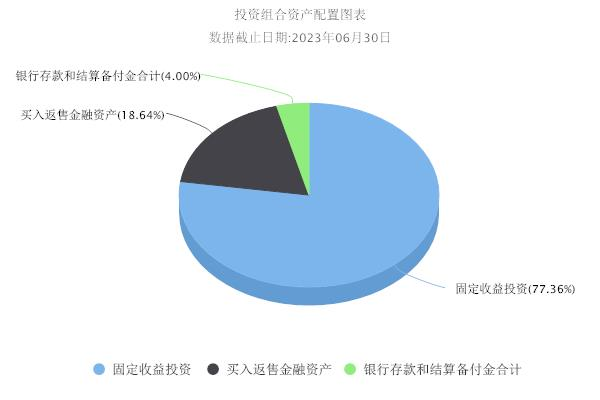 投资组合资产配置图表
数据截止日期:2023年06月30日
银行存款和结算备付金合计(4.00%)
买入返售金融资产(18.64%)
固定收益投资(77.36%)
固定收益投资 买入返售金融资产 银行存款和结算备付金合计